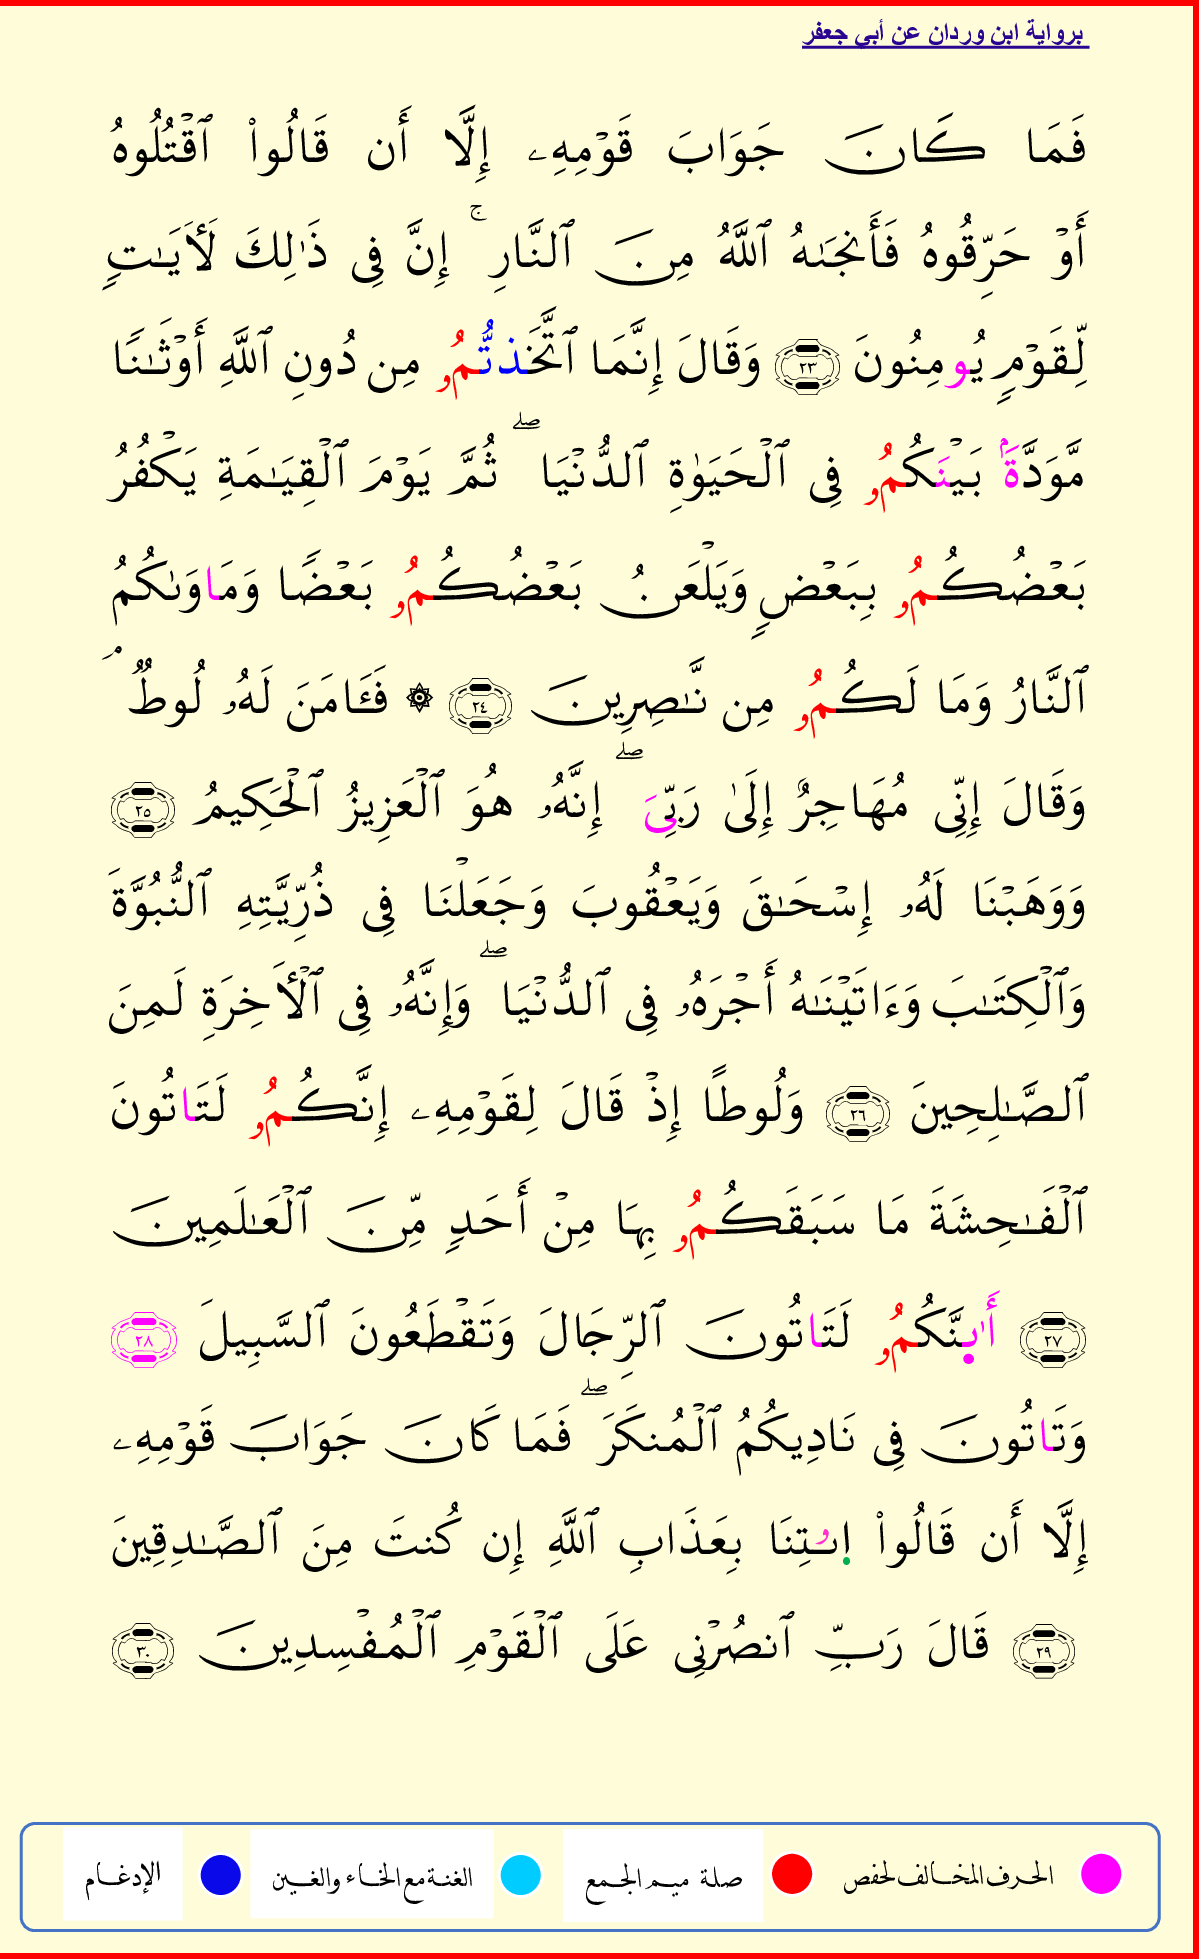 برواية ابن وردان عن أبي جعفر
فَمَا كَانَ جَوَابَ قَوْمِهِۦ إِلَّا أَن قَالُوا۟ ٱقْتُلُوهُ
أَوْ حَرِّقُوهُ فَأَنجَىٰهُ ٱللَّهُ مِنَ ٱلنَّارِ ۚ إِنَّ فِى ذَٰلِكَ لَأَيَـٰتٍ
لِّقَوْمٍ يُومِنُونَ ٢٣ وَقَالَ إِنَّمَا ٱتَّخَذتُّمُۥ مِن دُونِ ٱللَّهِ أَوْثَـٰنًا
مَّوَدَّةَۢ بَيْنَكُمُۥ فِى ٱلْحَيَوٰةِ ٱلدُّنْيَا ۖ ثُمَّ يَوْمَ ٱلْقِيَـٰمَةِ يَكْفُرُ
بَعْضُكُمُۥ بِبَعْضٍ وَيَلْعَنُ بَعْضُكُمُۥ بَعْضًا وَمَاوَىٰكُمُ
ٱلنَّارُ وَمَا لَكُمُۥ مِن نَّـٰصِرِينَ ٢٤ ۞ فَـَٔامَنَ لَهُۥ لُوطٌ ۘ
وَقَالَ إِنِّى مُهَاجِرٌ إِلَىٰ رَبِّىَ ۖ إِنَّهُۥ هُوَ ٱلْعَزِيزُ ٱلْحَكِيمُ ٢٥
وَوَهَبْنَا لَهُۥ إِسْحَـٰقَ وَيَعْقُوبَ وَجَعَلْنَا فِى ذُرِّيَّتِهِ ٱلنُّبُوَّةَ
وَٱلْكِتَـٰبَ وَءَاتَيْنَـٰهُ أَجْرَهُۥ فِى ٱلدُّنْيَا ۖ وَإِنَّهُۥ فِى ٱلْأَخِرَةِ لَمِنَ
ٱلصَّـٰلِحِينَ ٢٦ وَلُوطًا إِذْ قَالَ لِقَوْمِهِۦ إِنَّكُمُۥ لَتَاتُونَ
ٱلْفَـٰحِشَةَ مَا سَبَقَكُمُۥ بِهَا مِنْ أَحَدٍ مِّنَ ٱلْعَـٰلَمِينَ
٢٧ أَٰى۪نَّكُمُۥ لَتَاتُونَ ٱلرِّجَالَ وَتَقْطَعُونَ ٱلسَّبِيلَ ٢٨
وَتَاتُونَ فِى نَادِيكُمُ ٱلْمُنكَرَ ۖ فَمَا كَانَ جَوَابَ قَوْمِهِۦ
إِلَّا أَن قَالُوا۟ ٱوتِنَا بِعَذَابِ ٱللَّهِ إِن كُنتَ مِنَ ٱلصَّـٰدِقِينَ
٢٩ قَالَ رَبِّ ٱنصُرْنِى عَلَى ٱلْقَوْمِ ٱلْمُفْسِدِينَ ٣٠
الحرف المخالف لحفص صلة ميم الجمع الغنة مع الخاء والغين الإدغام